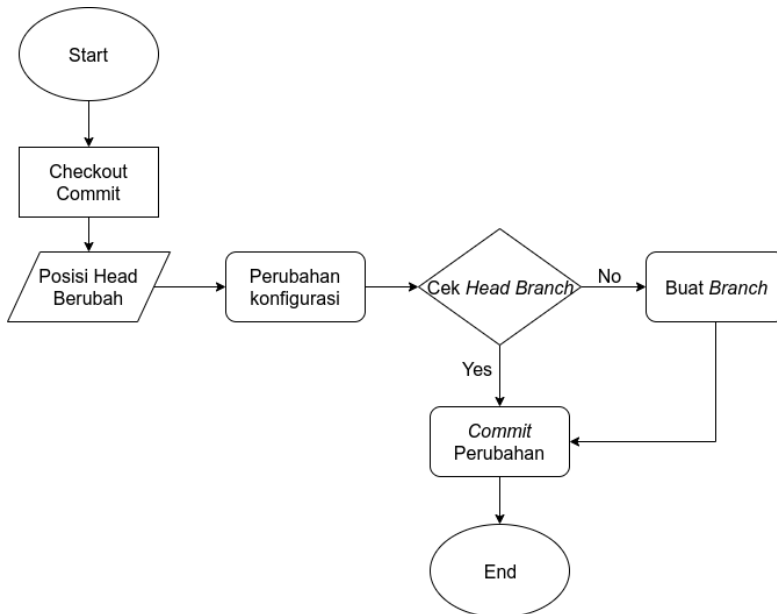 Start
Checkout
Commit
Posisi Head
Berubah
Perubahan
konfigurasi
Cek Head Branch
No
Buat Branch
Yes
Commit
Perubahan
End